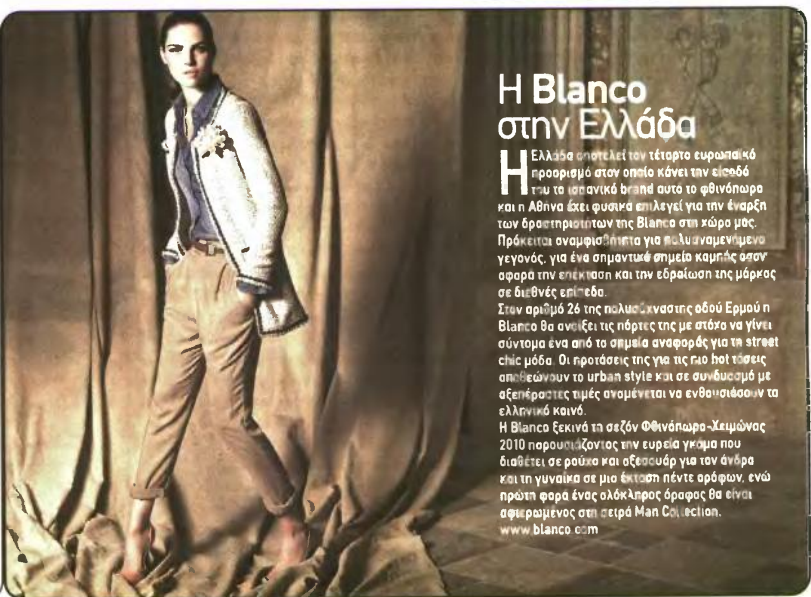 Η Blanco
στην Ελλάδα
Η Ελλάδα αποτελεί τον τέταρτο ευρωπαϊκό
προορισμό στον οποίο κάνει την είσοδό
του το ισπανικό brand αυτό το φθινόπωρο
και η Αθήνα έχει φυσικά επιλεγεί για την έναρξη
των δραστηριοτήτων της Blanco στη χώρα μας.
Πρόκειται αναμφισβήτητα για πολυαναμενόμενο
γεγονός, για ένα σημαντικό σημείο καμπής όσον
αφορά την επέκταση και την εδραίωση της μάρκας
σε διεθνές επίπεδο.
Στον αριθμό 26 της πολυσύχναστης οδού Ερμού η
Blanco θα ανοίξει τις πόρτες της με στόχο να γίνει
σύντομα ένα από τα σημεία αναφοράς για τη street
chic μόδα. Οι προτάσεις της για τις πιο hot τάσεις
αποθεώνουν το urban style και σε συνδυασμό με
αξεπέραστες τιμές αναμένεται να ενθουσιάσουν το
ελληνικό κοινό.
Η Blanco ξεκινά τη σεζόν Φθινόπωρο-Χειμώνας
2010 παρουσιάζοντας την ευρεία γκάμα που
διαθέτει σε ρούχα και αξεσουάρ για τον άνδρα
και τη γυναίκα σε μια έκταση πέντε ορόφων, ενώ
πρώτη φορά ένας ολόκληρος όροφος θα είναι
αφιερωμένος στη σειρά Man Collection.
www.blanco.com